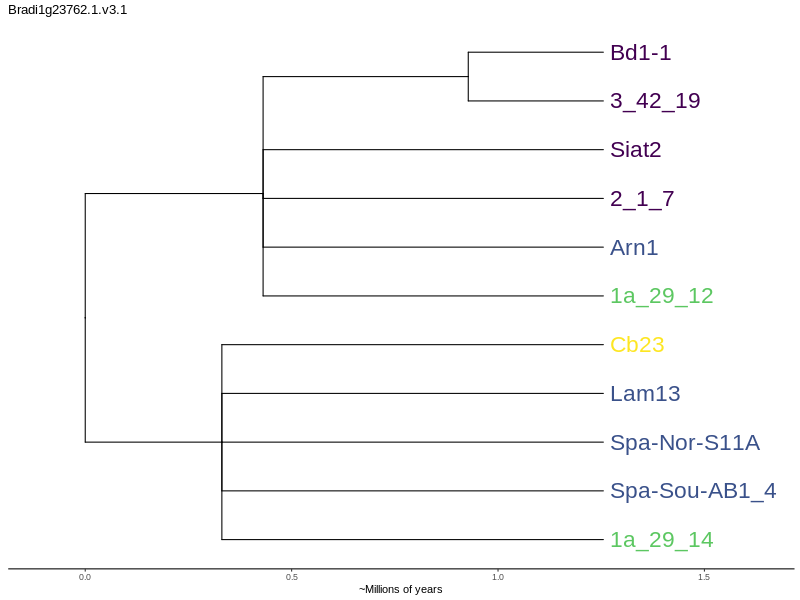 Bradi1g23762.1.v3.1
Bd1-1
3_42_19
Siat2
2_1_7
Arn1
1a_29_12
Cb23
Lam13
Spa-Nor-S11A
Spa-Sou-AB1_4
1a_29_14
0.0 0.5 1.0 1.5
~Millions of years